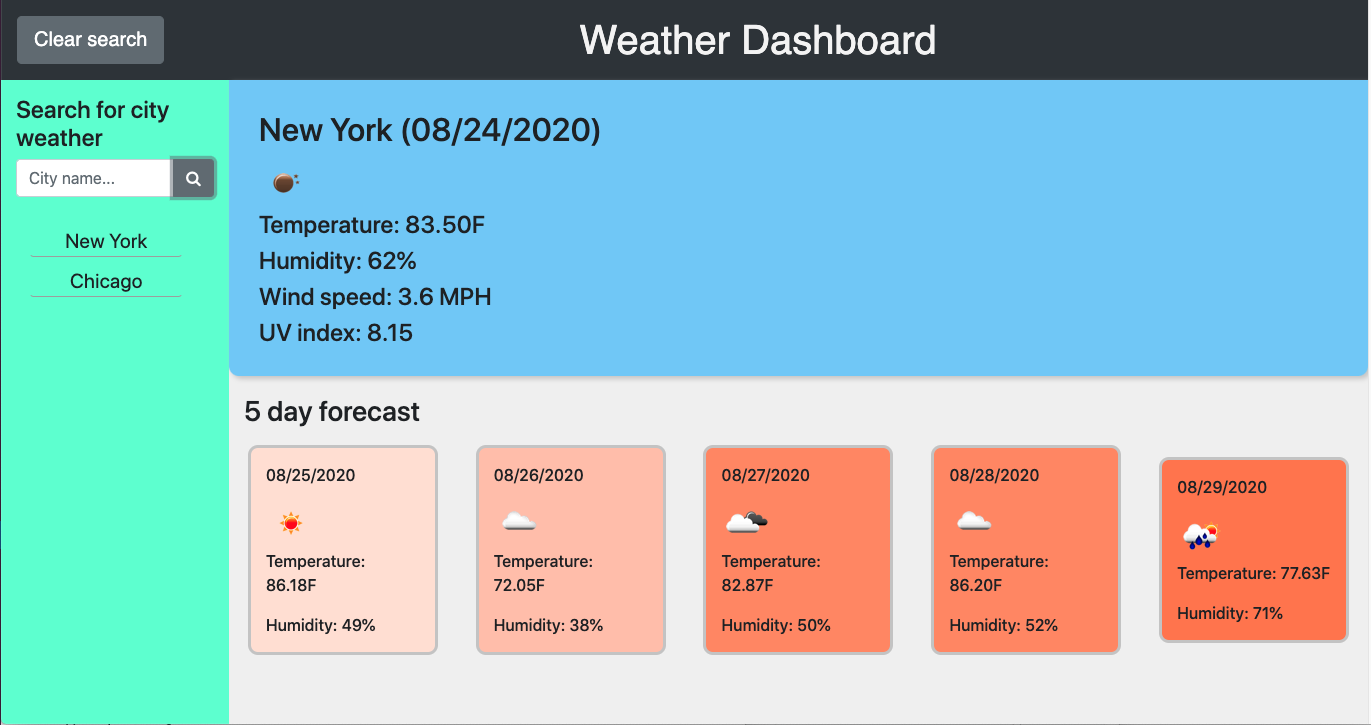 Clear search
Weather Dashboard
Search for city
weather
City name...
New York
Chicago
New York (08/24/2020)
Temperature: 83.50F
Humidity: 62%
Wind speed: 3.6 MPH
UV index: 8.15
5 day forecast
08/25/2020
Temperature:
86.18F
Humidity: 49%
08/26/2020
Temperature:
72.05F
Humidity: 38%
08/27/2020
Temperature:
82.87F
Humidity: 50%
08/28/2020
Temperature:
86.20F
Humidity: 52%
08/29/2020
Temperature: 77.63F
Humidity: 71%